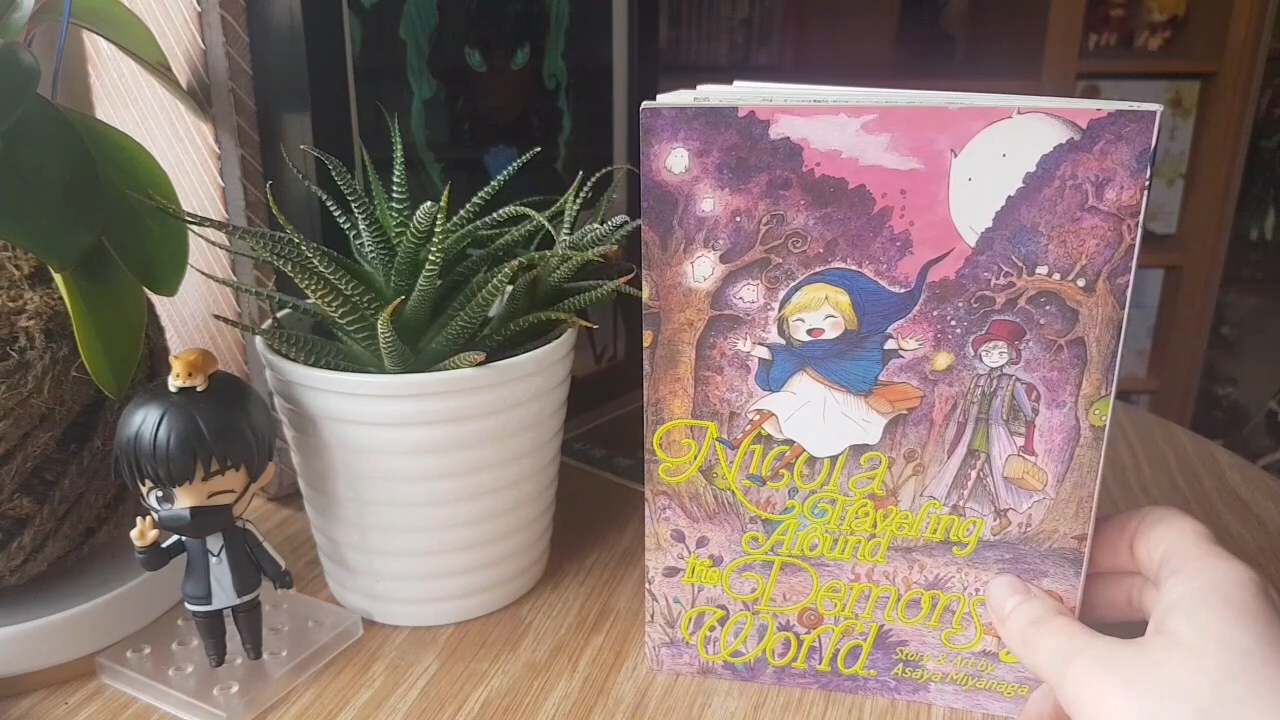 Nicola
Traveling
Around
the Demons'
World
Story & Art by
Asaya Miyanaga